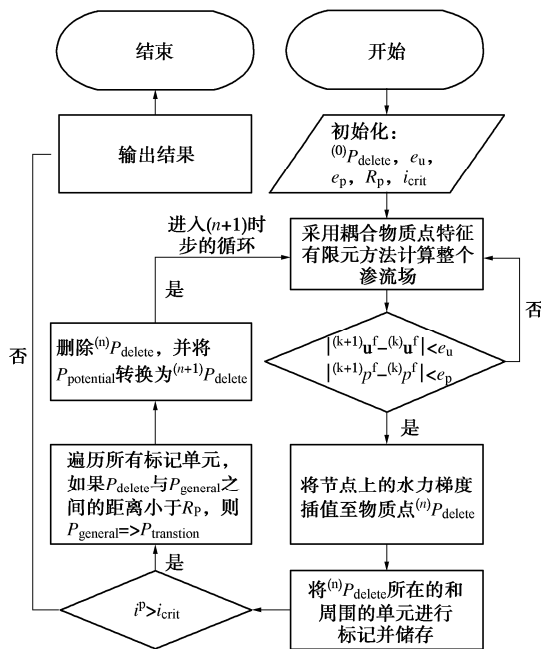 结束
开始
输出结果
初始化：
⁽⁰⁾P_delete，e_u，
e_p，R_p，i_crit
进入(n+1)时
步的循环
采用耦合物质点特征
有限元方法计算整个
渗流场
是
否
否
删除⁽ⁿ⁾P_delete，并将
P_potential转换为⁽ⁿ⁺¹⁾P_delete
|⁽ᵏ⁺¹⁾u^f−⁽ᵏ⁾u^f|<e_u
|⁽ᵏ⁺¹⁾p^f−⁽ᵏ⁾p^f|<e_p
是
遍历所有标记单元，
如果P_delete与P_general之
间的距离小于R_P，则
P_general=>P_transtion
将节点上的水力梯度
插值至物质点⁽ⁿ⁾P_delete
是
i^p>i_crit
将⁽ⁿ⁾P_delete所在的和
周围的单元进行
标记并储存